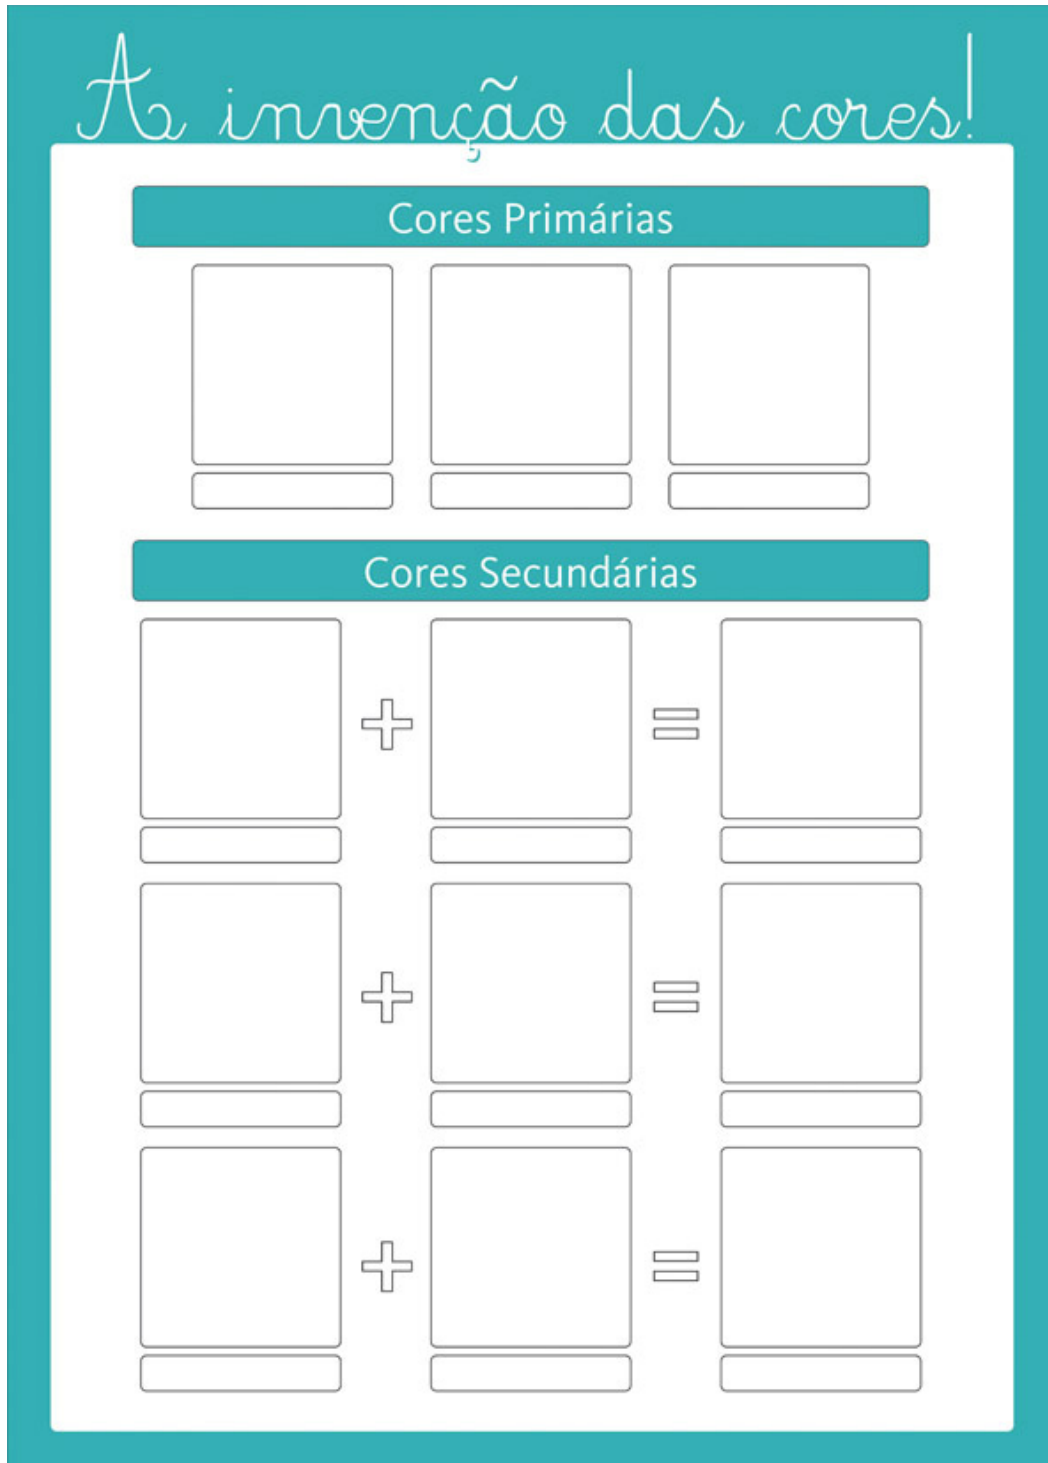 A invenção das cores!
Cores Primárias
Cores Secundárias
+ =
+ =
+ =